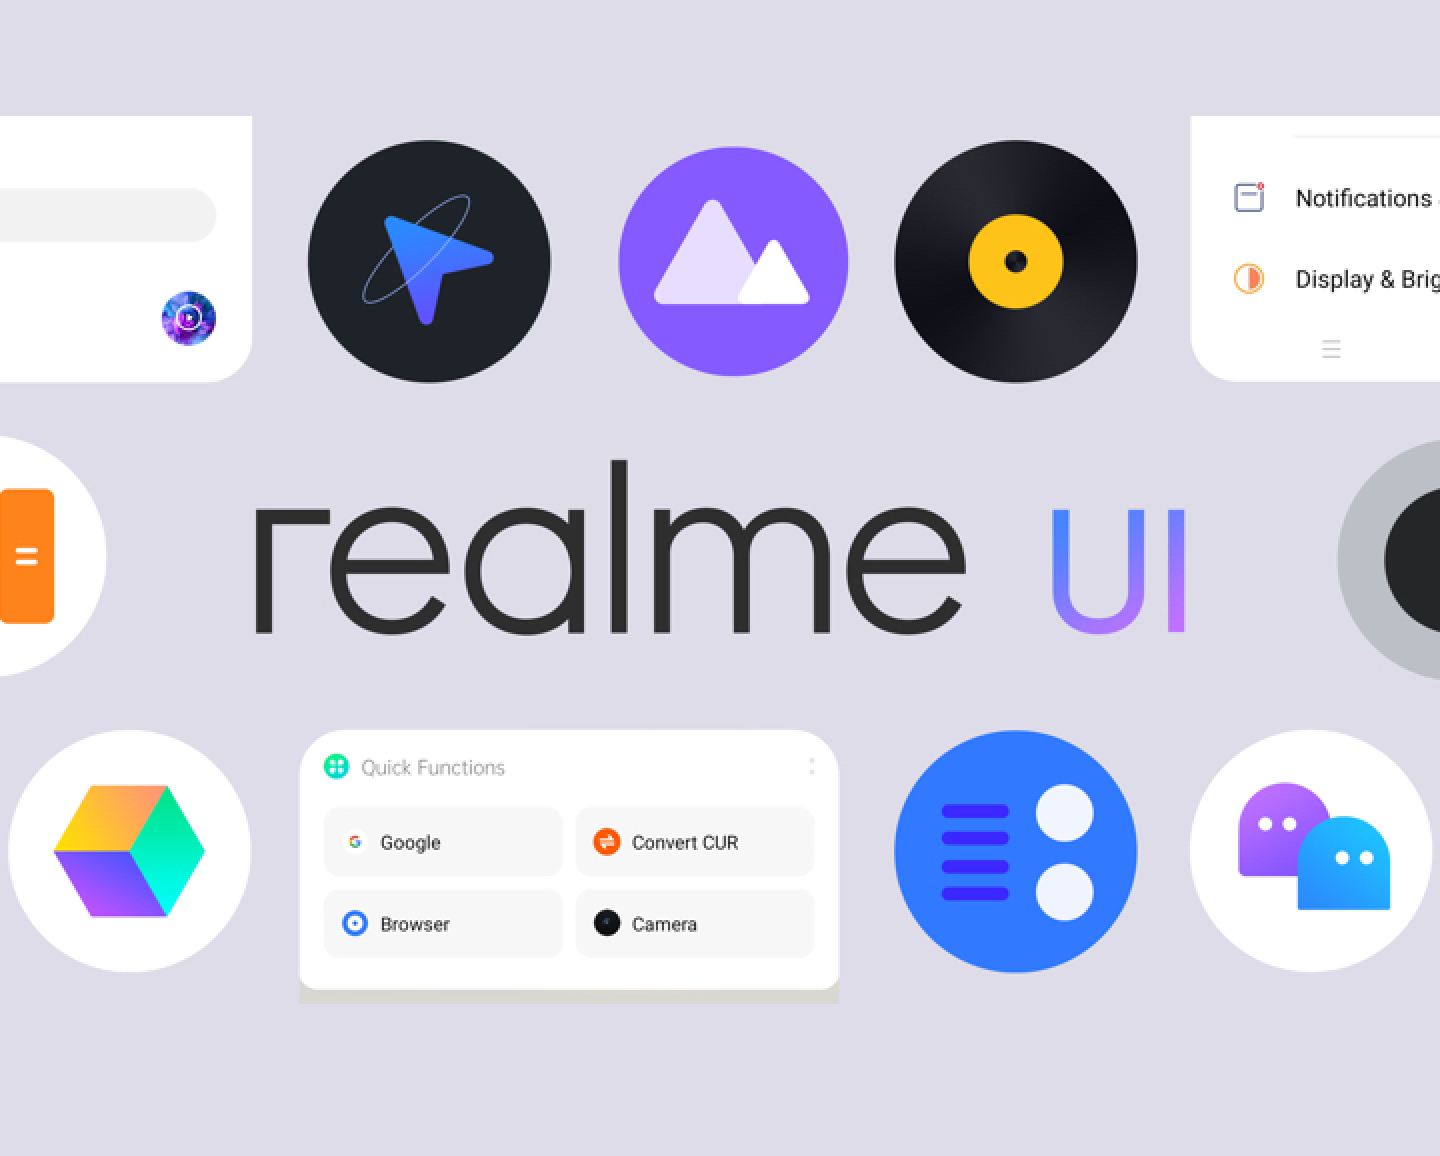 Notifications
Display & Brig
realme UI
Quick Functions
Google
Convert CUR
Browser
Camera